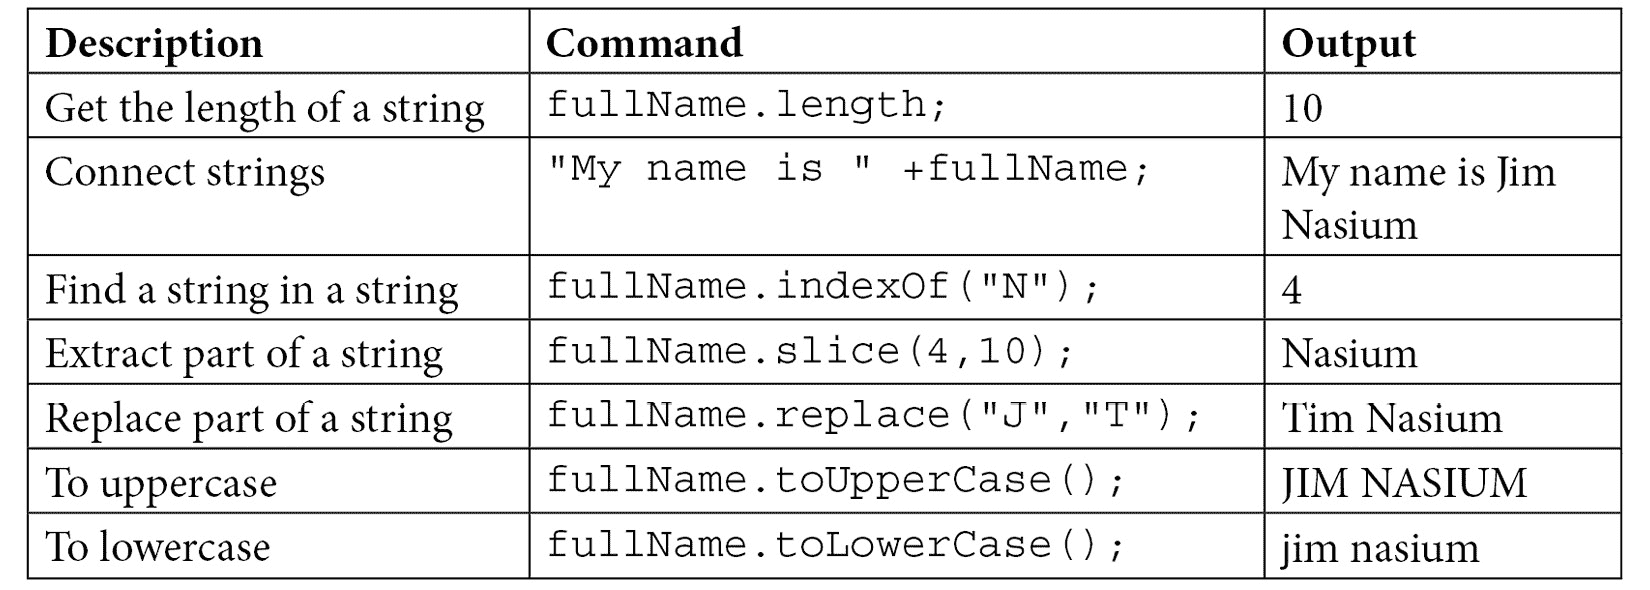 Description Command Output
Get the length of a string fullName.length; 10
Connect strings "My name is " +fullName; My name is Jim
Nasium
Find a string in a string fullName.indexOf("N"); 4
Extract part of a string fullName.slice(4,10); Nasium
Replace part of a string fullName.replace("J","T"); Tim Nasium
To uppercase fullName.toUpperCase(); JIM NASIUM
To lowercase fullName.toLowerCase(); jim nasium